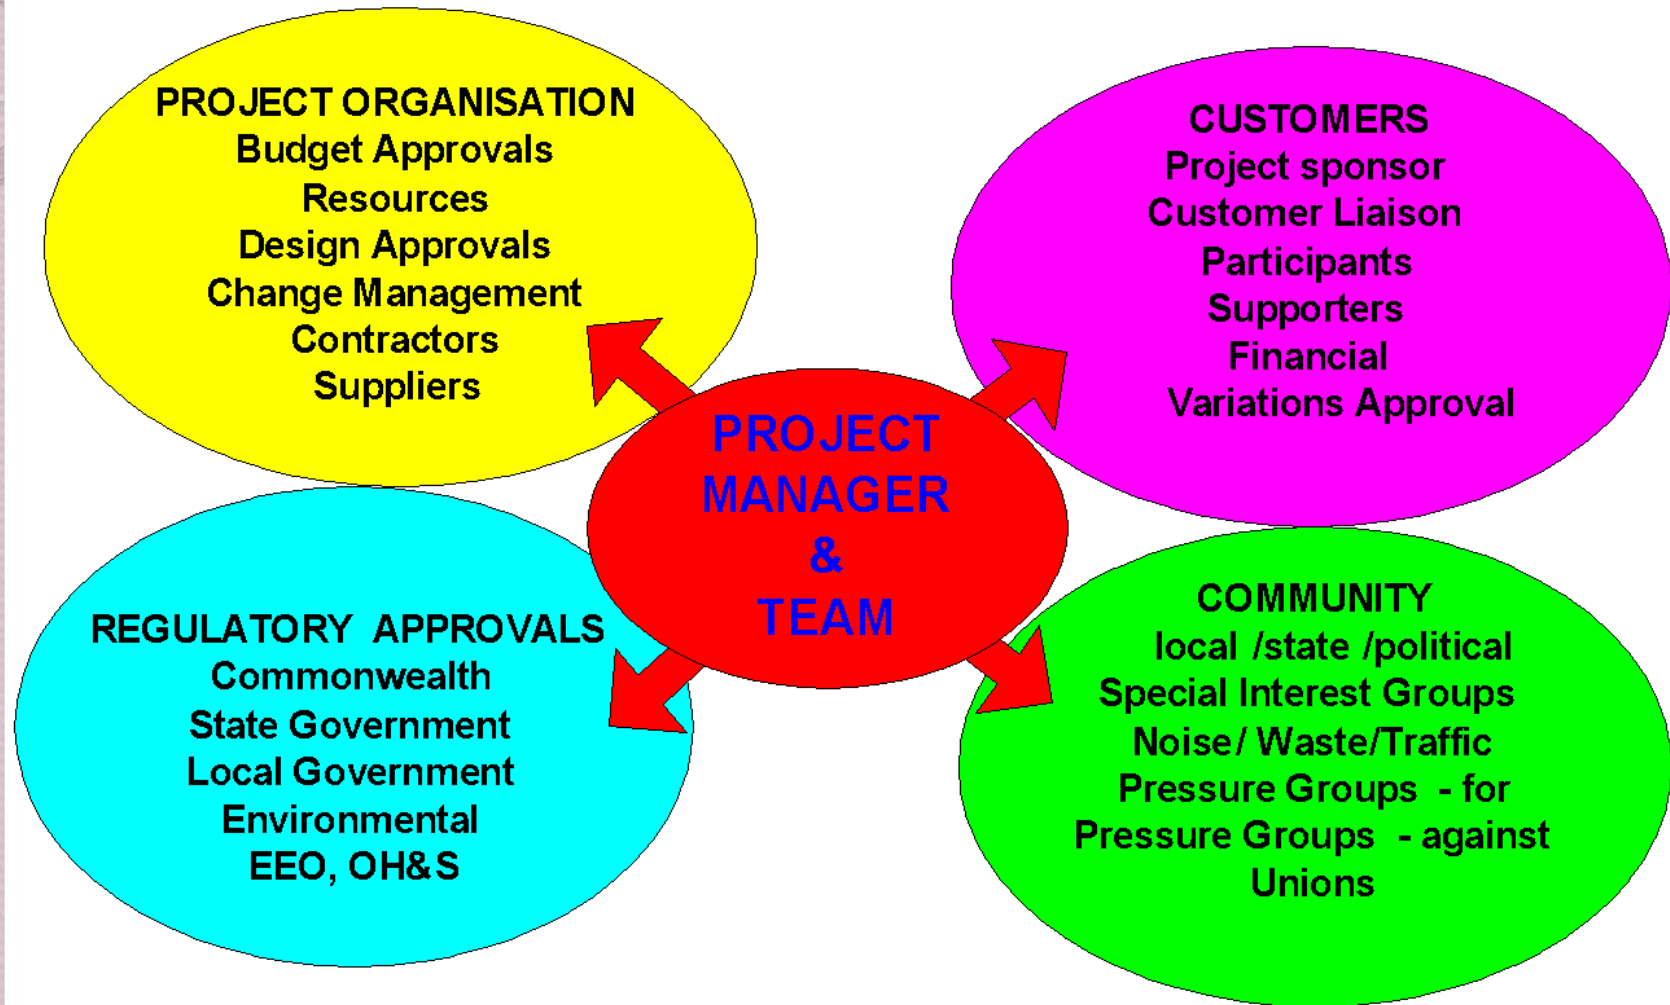 PROJECT ORGANISATION
Budget Approvals
Resources
Design Approvals
Change Management
Contractors
Suppliers
CUSTOMERS
Project sponsor
Customer Liaison
Participants
Supporters
Financial
Variations Approval
PROJECT
MANAGER
&
TEAM
REGULATORY APPROVALS
Commonwealth
State Government
Local Government
Environmental
EEO, OH&S
COMMUNITY
local /state /political
Special Interest Groups
Noise/ Waste/Traffic
Pressure Groups - for
Pressure Groups - against
Unions